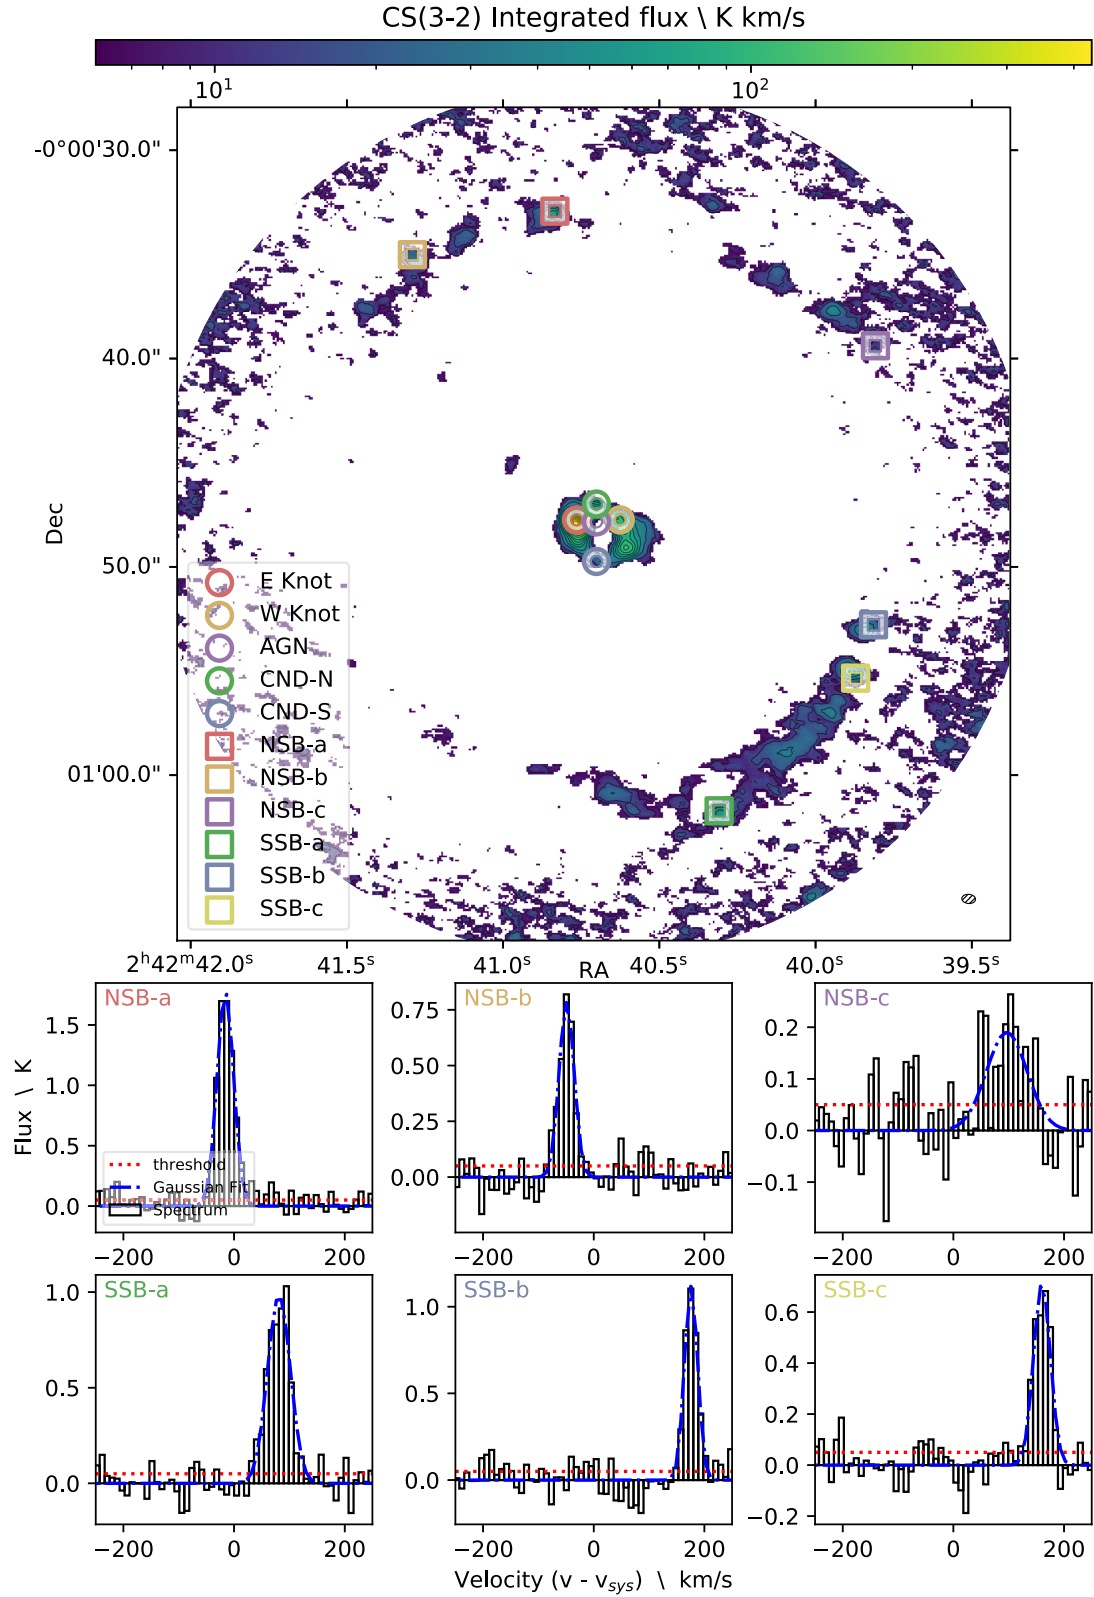 CS(3-2) Integrated flux \ K km/s
10¹ 10²
-0°00'30.0"
40.0"
50.0"
01'00.0"
Dec
E Knot
W Knot
AGN
CND-N
CND-S
NSB-a
NSB-b
NSB-c
SSB-a
SSB-b
SSB-c
2ʰ42ᵐ42.0ˢ 41.5ˢ 41.0ˢ 40.5ˢ 40.0ˢ 39.5ˢ
RA
NSB-a NSB-b NSB-c
Flux \ K
1.5
1.0
0.5
0.0
threshold
Gaussian Fit
Spectrum
−200 0 200
0.75
0.50
0.25
0.00
−200 0 200
0.2
0.1
0.0
−0.1
−200 0 200
SSB-a SSB-b SSB-c
1.0
0.5
0.0
−200 0 200
1.0
0.5
0.0
−200 0 200
0.6
0.4
0.2
0.0
−0.2
−200 0 200
Velocity (v - vsys) \ km/s